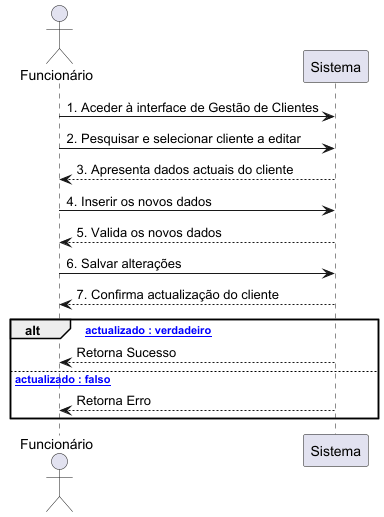 Funcionário
Sistema
1. Aceder à interface de Gestão de Clientes
2. Pesquisar e selecionar cliente a editar
3. Apresenta dados actuais do cliente
4. Inserir os novos dados
5. Valida os novos dados
6. Salvar alterações
7. Confirma actualização do cliente
alt
actualizado : verdadeiro
Retorna Sucesso
actualizado : falso
Retorna Erro
Funcionário
Sistema